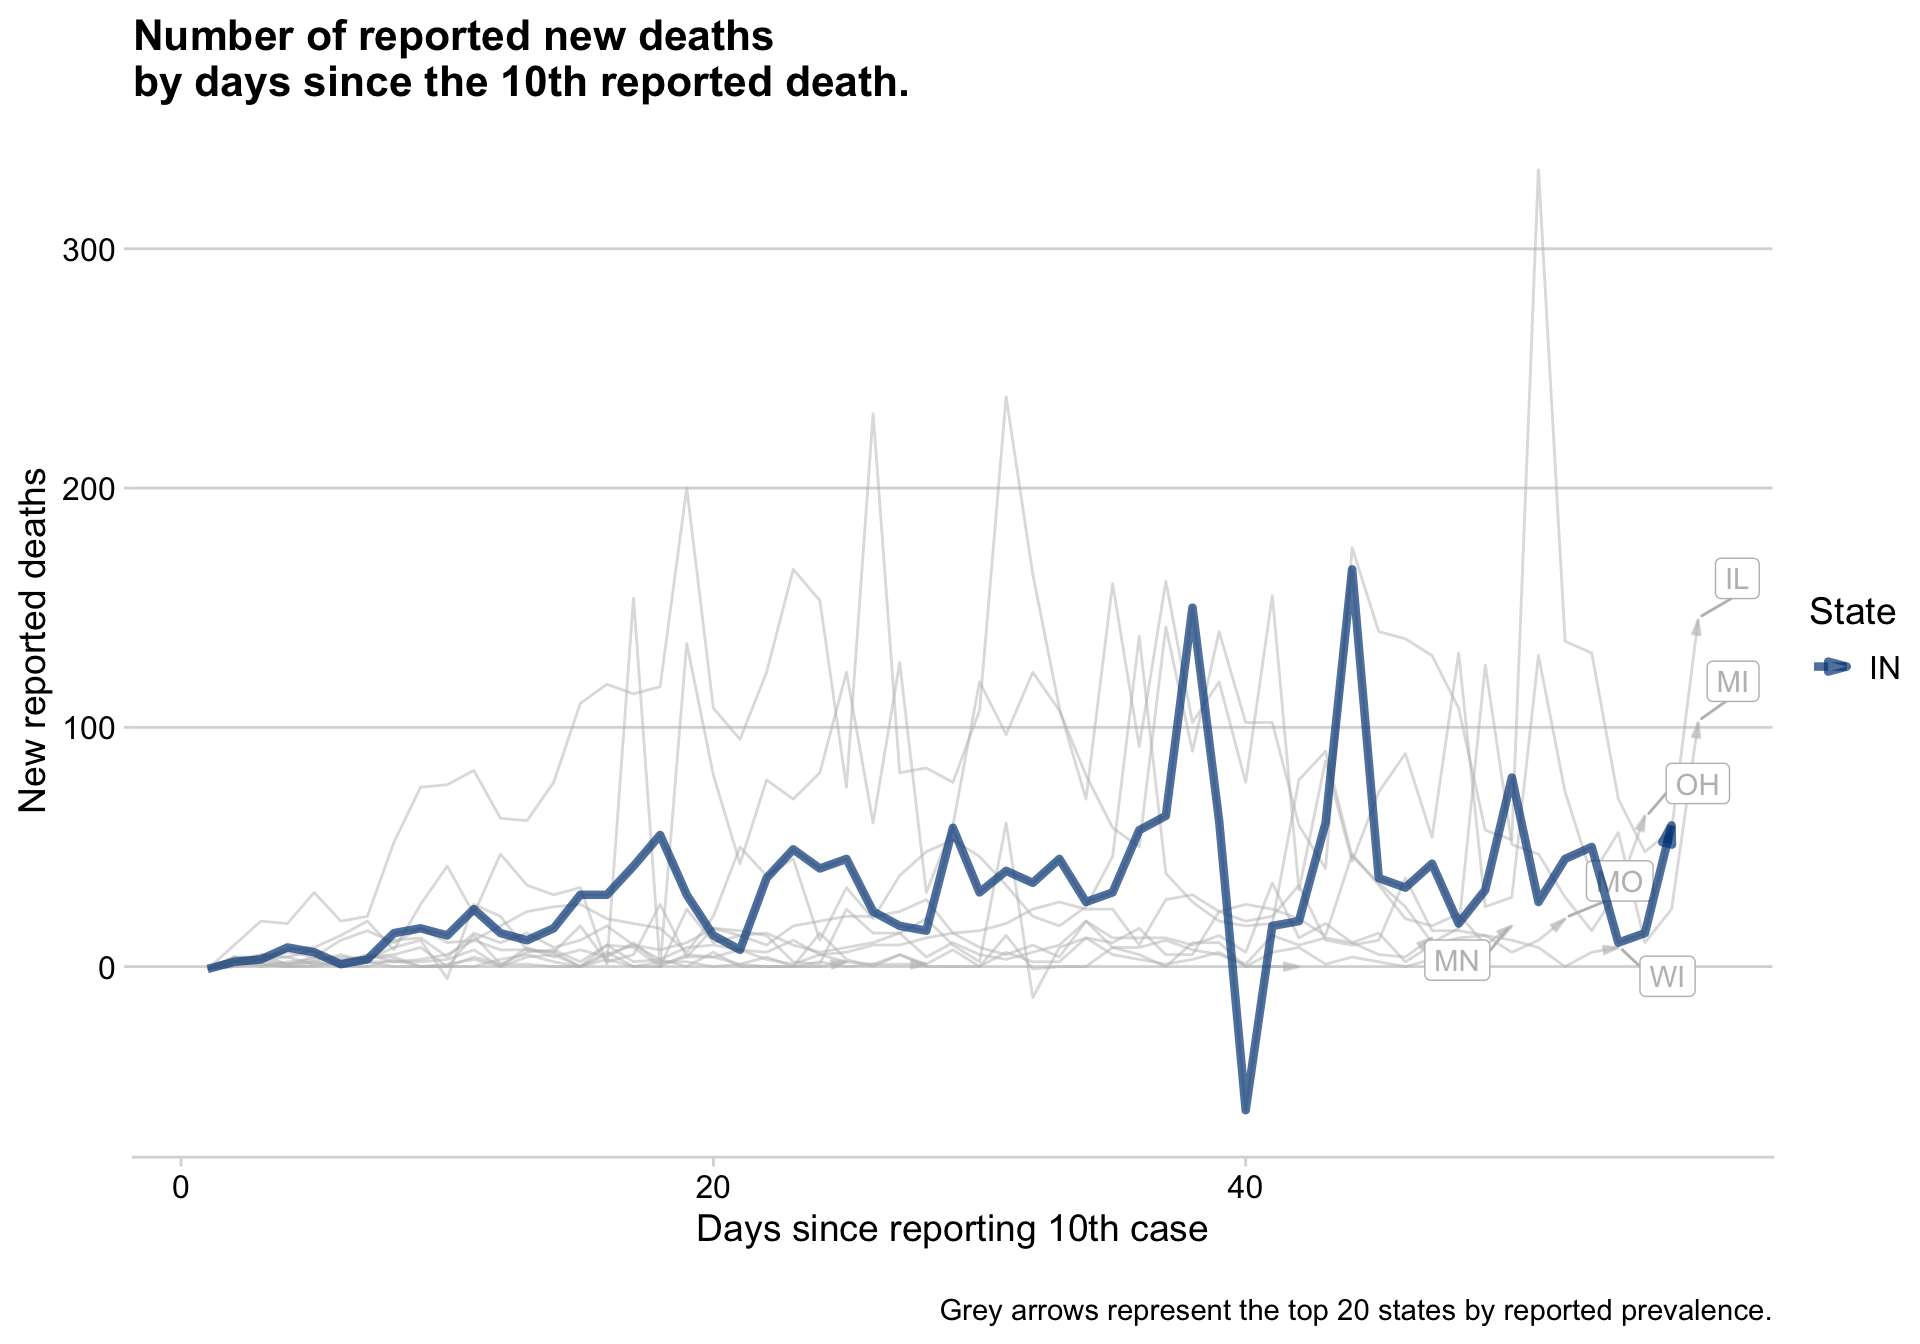 Number of reported new deaths
by days since the 10th reported death.
New reported deaths
300
200
100
0
IL
MI
OH
MO
MN
WI
State
IN
0
20
40
Days since reporting 10th case
Grey arrows represent the top 20 states by reported prevalence.